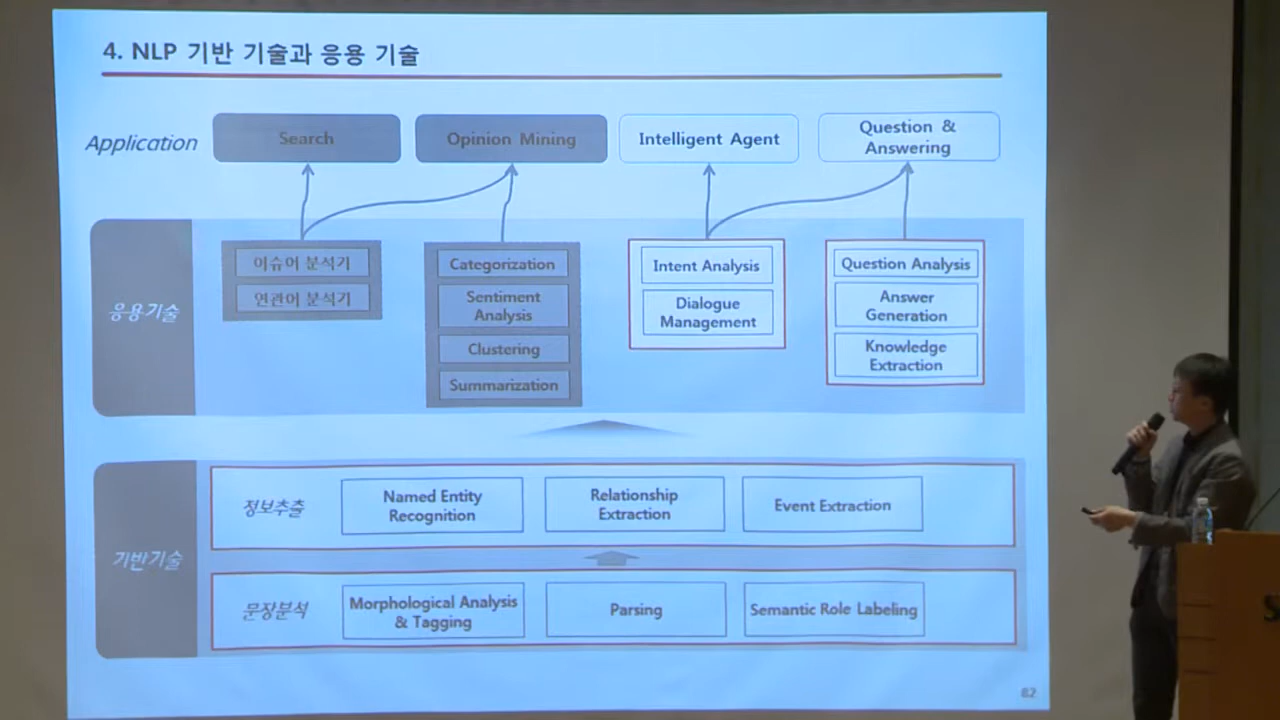 4. NLP 기반 기술과 응용 기술
Application
Search
Opinion Mining
Intelligent Agent
Question &
Answering
응용기술
이슈어 분석기
연관어 분석기
Categorization
Sentiment
Analysis
Clustering
Summarization
Intent Analysis
Dialogue
Management
Question Analysis
Answer
Generation
Knowledge
Extraction
기반기술
정보추출
Named Entity
Recognition
Relationship
Extraction
Event Extraction
문장분석
Morphological Analysis
& Tagging
Parsing
Semantic Role Labeling
82